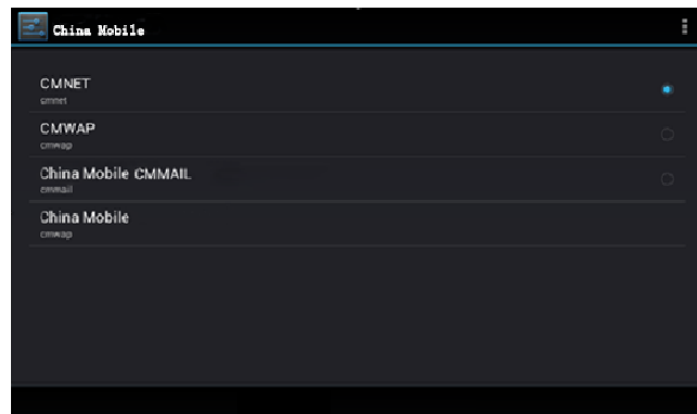 China Mobile
CMNET
cmnet
CMWAP
cmwap
China Mobile CMMAIL
cmmail
China Mobile
cmwap